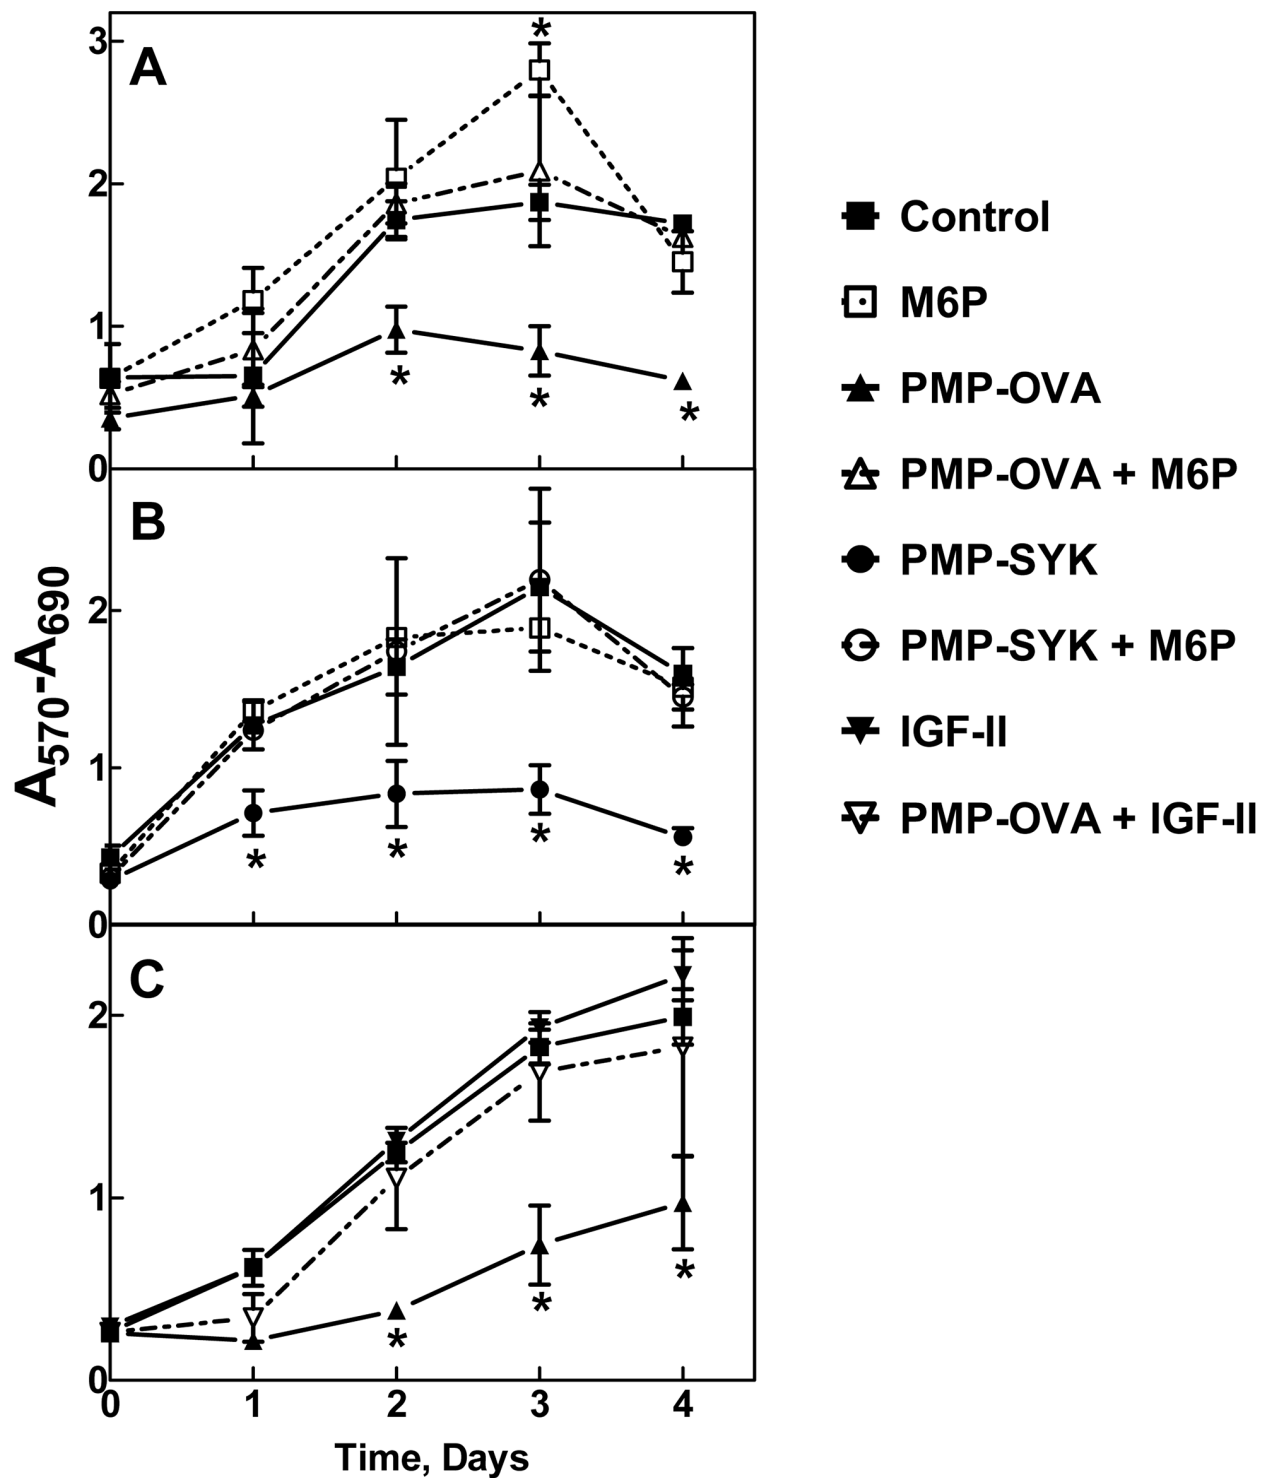 A
3
2
1
0
*
* * *
B
2
1
0
* * * *
C
2
1
0
* * *
0 1 2 3 4
Time, Days
A570-A690
Control
M6P
PMP-OVA
PMP-OVA + M6P
PMP-SYK
PMP-SYK + M6P
IGF-II
PMP-OVA + IGF-II